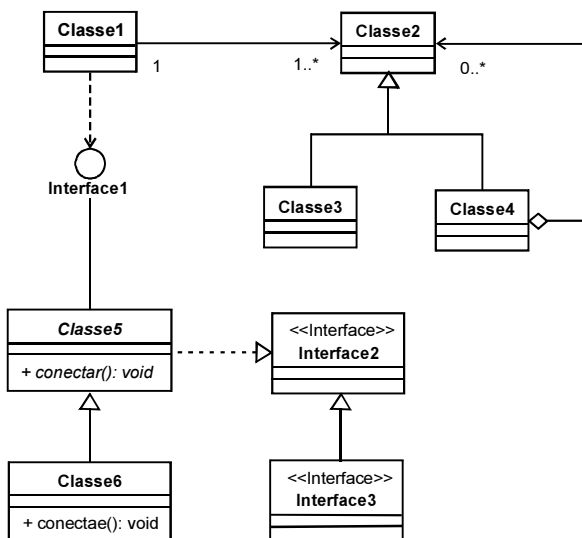 Classe1
Classe2
1
1..*
0..*
Interface1
Classe3
Classe4
Classe5
+ conectar(): void
<<Interface>>
Interface2
Classe6
+ conectae(): void
<<Interface>>
Interface3